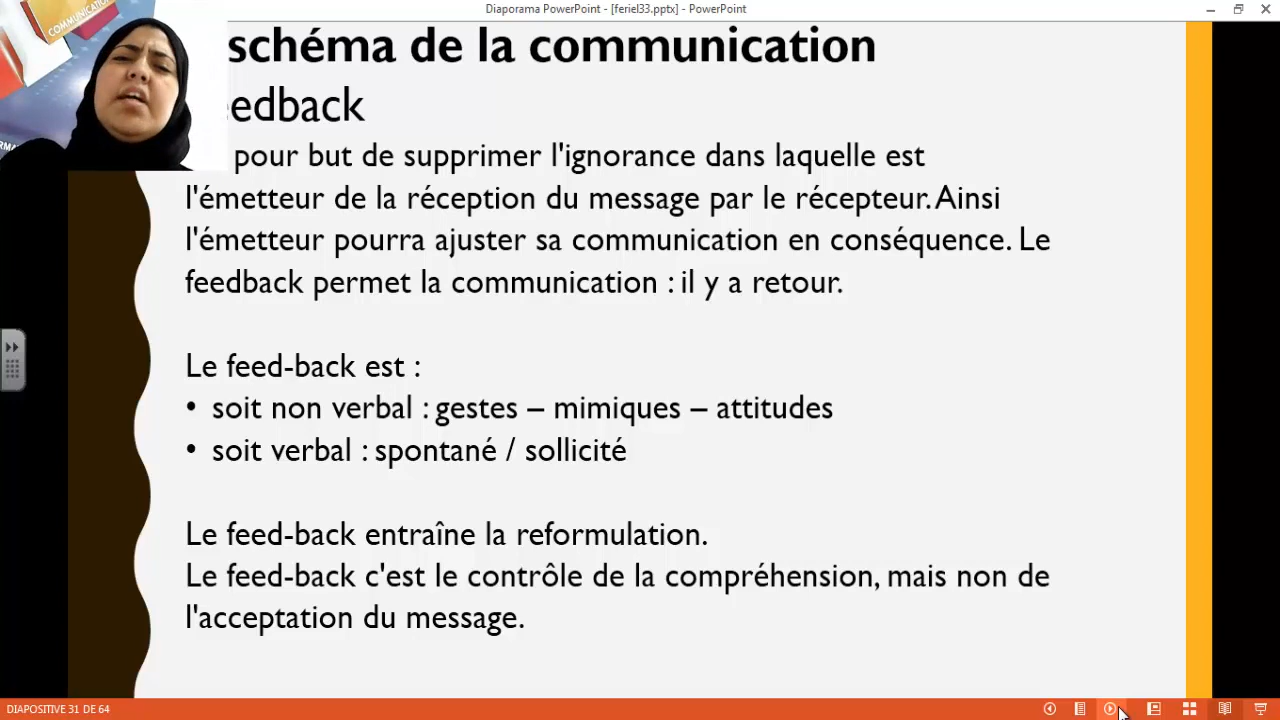 Diaporama PowerPoint - [feriel33.pptx] - PowerPoint
COMMUNICATION
schéma de la communication
pour but de supprimer l'ignorance dans laquelle est
l'émetteur de la réception du message par le récepteur. Ainsi
l'émetteur pourra ajuster sa communication en conséquence. Le
feedback permet la communication : il y a retour.
Le feed-back est :
• soit non verbal : gestes – mimiques – attitudes
• soit verbal : spontané / sollicité
Le feed-back entraîne la reformulation.
Le feed-back c'est le contrôle de la compréhension, mais non de
l'acceptation du message.
DIAPOSITIVE 31 DE 64